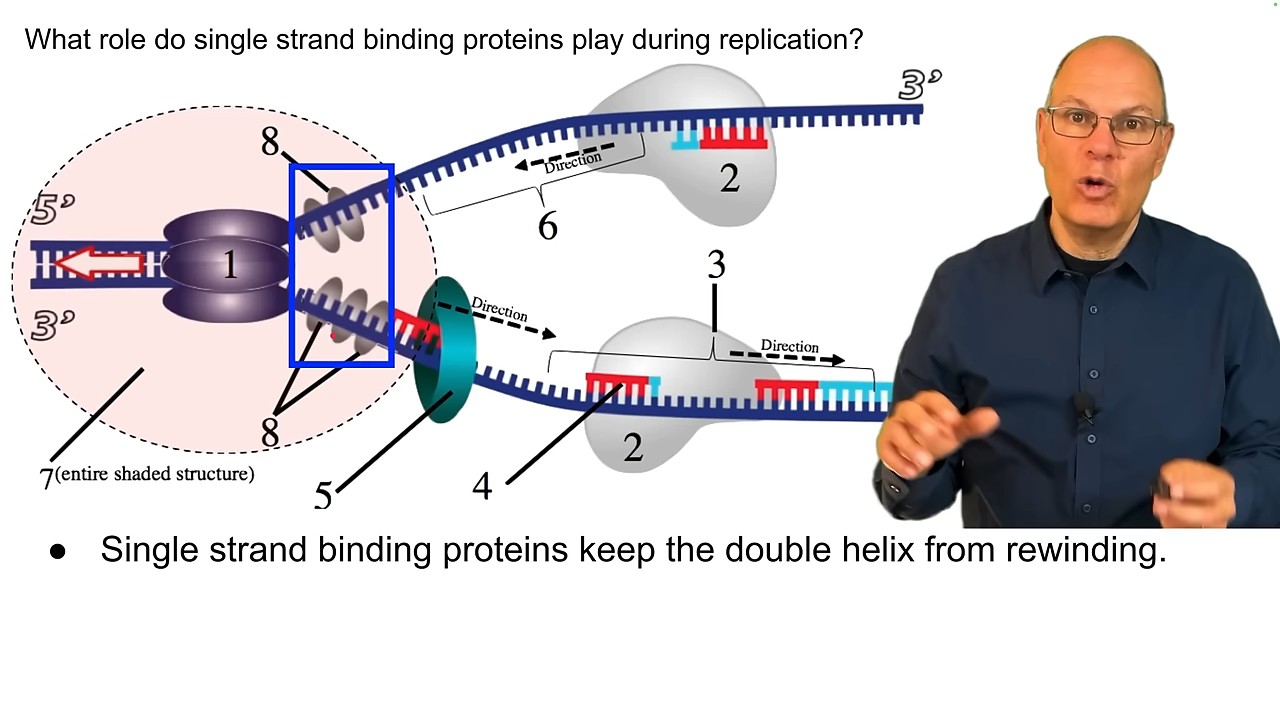 What role do single strand binding proteins play during replication?
3’
8
Direction
2
5’
6
1
3
Direction
Direction
3’
8
2
7(entire shaded structure)
5
4
● Single strand binding proteins keep the double helix from rewinding.